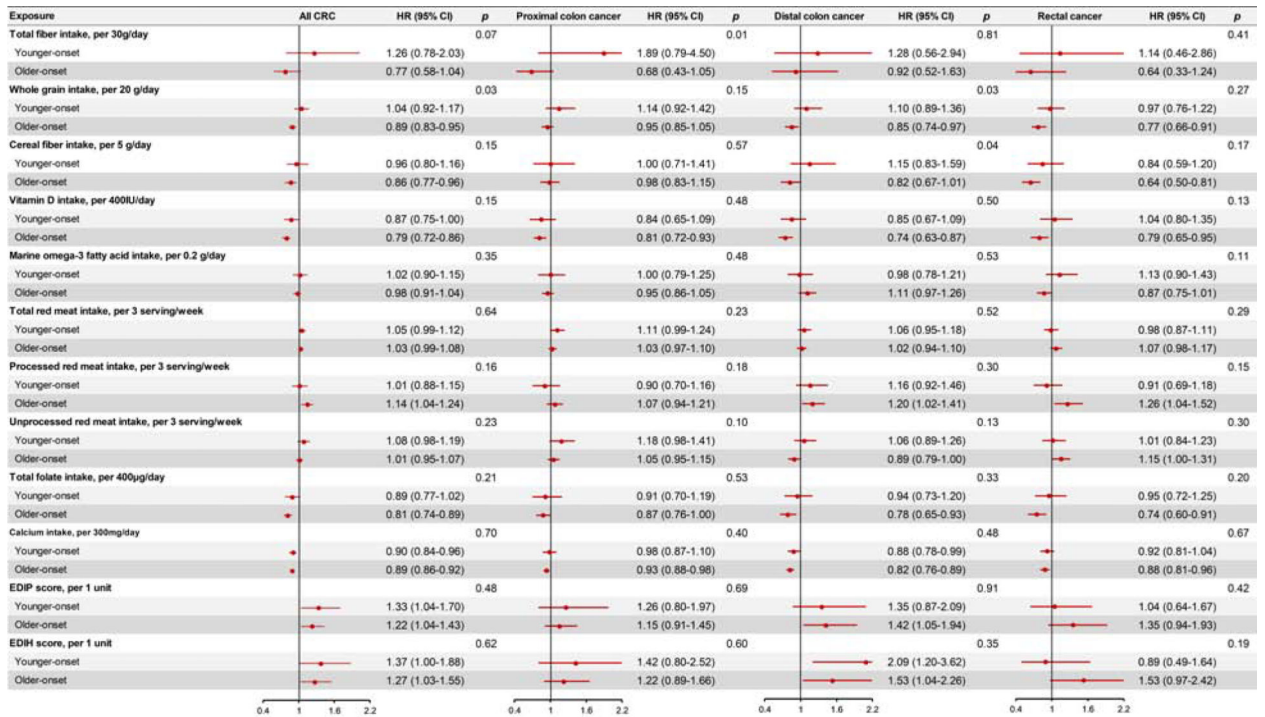 Exposure All CRC HR (95% CI) p Proximal colon cancer HR (95% CI) p Distal colon cancer HR (95% CI) p Rectal cancer HR (95% CI) p
Total fiber intake, per 30g/day 0.07 0.01 0.81 0.41
Younger-onset 1.26 (0.78-2.03) 1.89 (0.79-4.50) 1.28 (0.56-2.94) 1.14 (0.46-2.86)
Older-onset 0.77 (0.58-1.04) 0.68 (0.43-1.05) 0.92 (0.52-1.63) 0.64 (0.33-1.24)
Whole grain intake, per 20 g/day 0.03 0.15 0.03 0.27
Younger-onset 1.04 (0.92-1.17) 1.14 (0.92-1.42) 1.10 (0.89-1.36) 0.97 (0.76-1.22)
Older-onset 0.89 (0.83-0.95) 0.95 (0.85-1.05) 0.85 (0.74-0.97) 0.77 (0.66-0.91)
Cereal fiber intake, per 5 g/day 0.15 0.57 0.04 0.17
Younger-onset 0.96 (0.80-1.16) 1.00 (0.71-1.41) 1.15 (0.83-1.59) 0.84 (0.59-1.20)
Older-onset 0.86 (0.77-0.96) 0.98 (0.83-1.15) 0.82 (0.67-1.01) 0.64 (0.50-0.81)
Vitamin D intake, per 400IU/day 0.15 0.48 0.50 0.13
Younger-onset 0.87 (0.75-1.00) 0.84 (0.65-1.09) 0.85 (0.67-1.09) 1.04 (0.80-1.35)
Older-onset 0.79 (0.72-0.86) 0.81 (0.72-0.93) 0.74 (0.63-0.87) 0.79 (0.65-0.95)
Marine omega-3 fatty acid intake, per 0.2 g/day 0.35 0.48 0.53 0.11
Younger-onset 1.02 (0.90-1.15) 1.00 (0.79-1.25) 0.98 (0.78-1.21) 1.13 (0.90-1.43)
Older-onset 0.98 (0.91-1.04) 0.95 (0.86-1.05) 1.11 (0.97-1.26) 0.87 (0.75-1.01)
Total red meat intake, per 3 serving/week 0.64 0.23 0.52 0.29
Younger-onset 1.05 (0.99-1.12) 1.11 (0.99-1.24) 1.06 (0.95-1.18) 0.98 (0.87-1.11)
Older-onset 1.03 (0.99-1.08) 1.03 (0.97-1.10) 1.02 (0.94-1.10) 1.07 (0.98-1.17)
Processed red meat intake, per 3 serving/week 0.16 0.18 0.30 0.15
Younger-onset 1.01 (0.88-1.15) 0.90 (0.70-1.16) 1.16 (0.92-1.46) 0.91 (0.69-1.18)
Older-onset 1.14 (1.04-1.24) 1.07 (0.94-1.21) 1.20 (1.02-1.41) 1.26 (1.04-1.52)
Unprocessed red meat intake, per 3 serving/week 0.23 0.10 0.13 0.30
Younger-onset 1.08 (0.98-1.19) 1.18 (0.98-1.41) 1.06 (0.89-1.26) 1.01 (0.84-1.23)
Older-onset 1.01 (0.95-1.07) 1.05 (0.95-1.15) 0.89 (0.79-1.00) 1.15 (1.00-1.31)
Total folate intake, per 400μg/day 0.21 0.53 0.33 0.20
Younger-onset 0.89 (0.77-1.02) 0.91 (0.70-1.19) 0.94 (0.73-1.20) 0.95 (0.72-1.25)
Older-onset 0.81 (0.74-0.89) 0.87 (0.76-1.00) 0.78 (0.65-0.93) 0.74 (0.60-0.91)
Calcium intake, per 300mg/day 0.70 0.40 0.48 0.67
Younger-onset 0.90 (0.84-0.96) 0.98 (0.87-1.10) 0.88 (0.78-0.99) 0.92 (0.81-1.04)
Older-onset 0.89 (0.86-0.92) 0.93 (0.88-0.98) 0.82 (0.76-0.89) 0.88 (0.81-0.96)
EDIP score, per 1 unit 0.48 0.69 0.91 0.42
Younger-onset 1.33 (1.04-1.70) 1.26 (0.80-1.97) 1.35 (0.87-2.09) 1.04 (0.64-1.67)
Older-onset 1.22 (1.04-1.43) 1.15 (0.91-1.45) 1.42 (1.05-1.94) 1.35 (0.94-1.93)
EDIH score, per 1 unit 0.62 0.60 0.35 0.19
Younger-onset 1.37 (1.00-1.88) 1.42 (0.80-2.52) 2.09 (1.20-3.62) 0.89 (0.49-1.64)
Older-onset 1.27 (1.03-1.55) 1.22 (0.89-1.66) 1.53 (1.04-2.26) 1.53 (0.97-2.42)
0.4 1 1.6 2.2 0.4 1 1.6 2.2 0.4 1 1.6 2.2 0.4 1 1.6 2.2